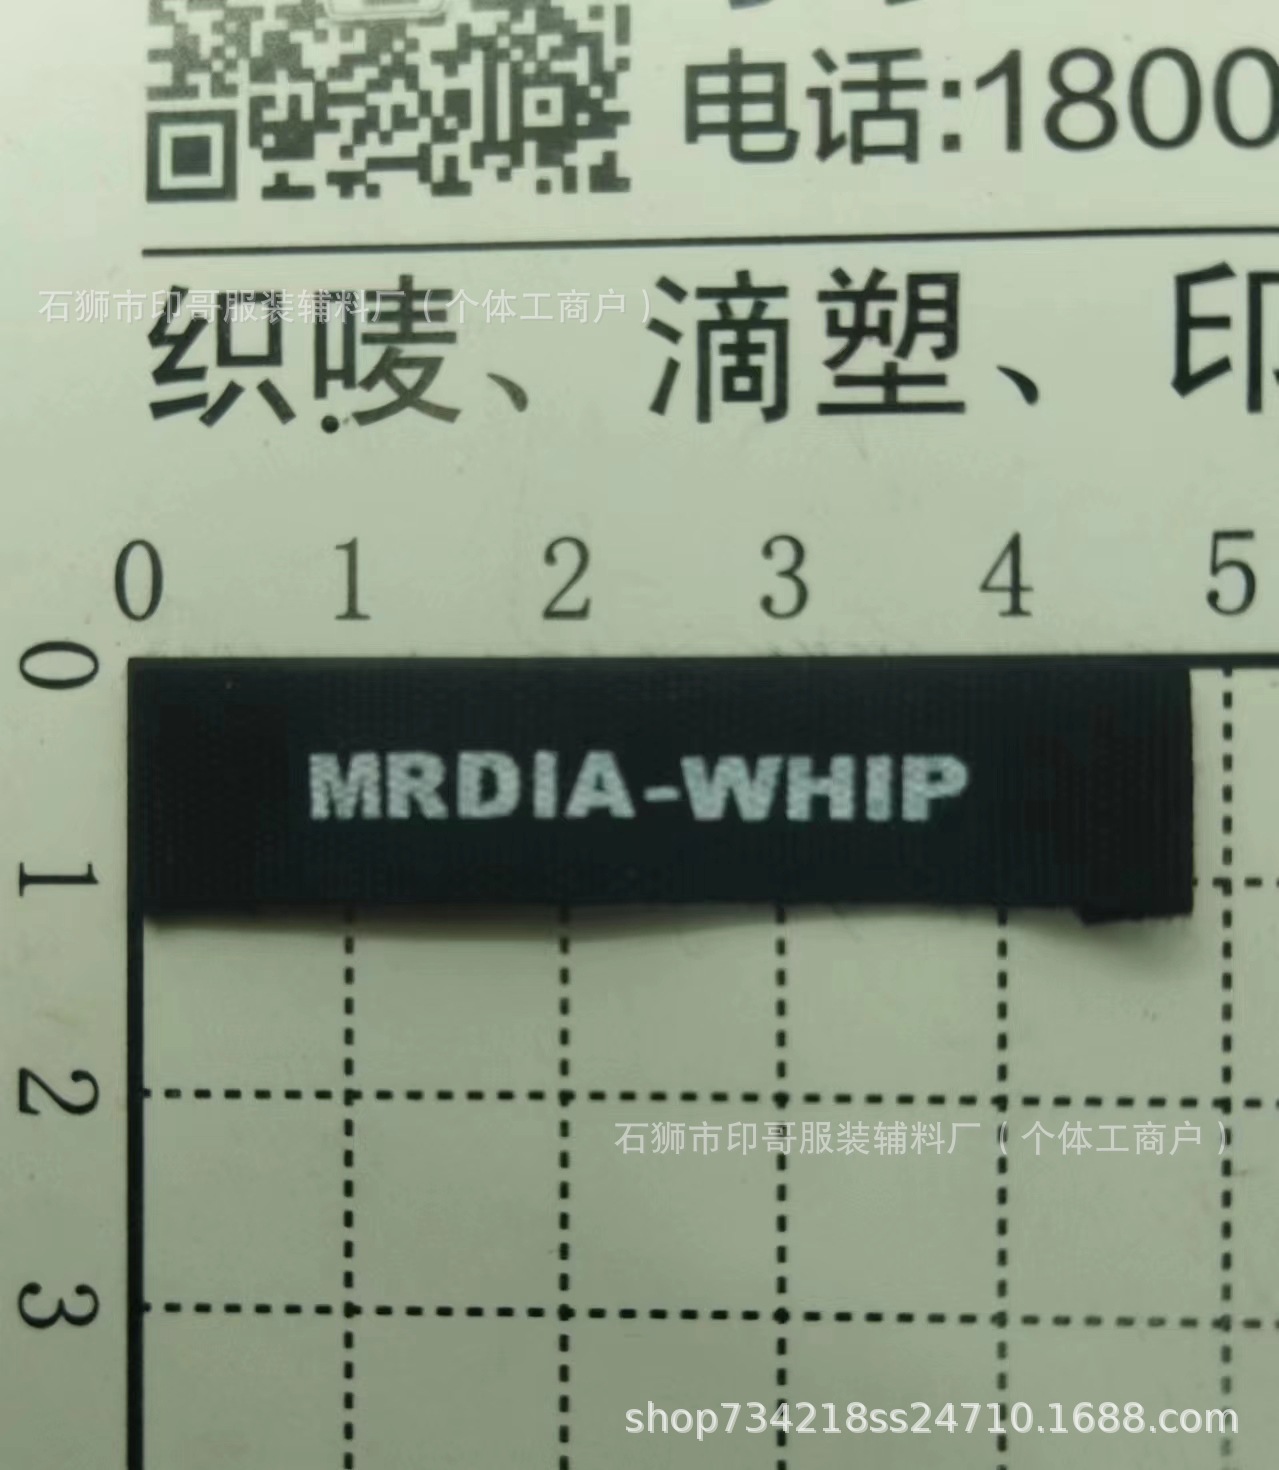 电话:1800
石狮市印哥服装辅料厂（个体工商户）
织唛、滴塑、印
0 1 2 3 4 5
0
MRDIA-WHIP
1
2
石狮市印哥服装辅料厂（个体工商户）
3
shop734218ss24710.1688.com